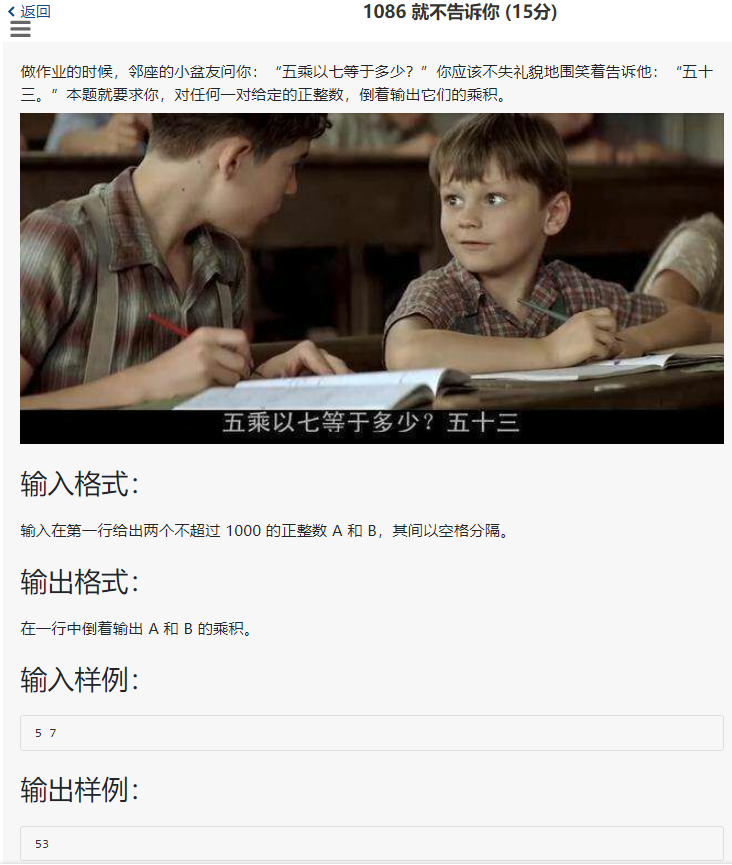 返回
1086 就不告诉你 (15分)
做作业的时候，邻座的小盆友问你：“五乘以七等于多少？”你应该不失礼貌地围笑着告诉他：“五十
三。”本题就要求你，对任何一对给定的正整数，倒着输出它们的乘积。
五乘以七等于多少？五十三
输入格式：
输入在第一行给出两个不超过 1000 的正整数 A 和 B，其间以空格分隔。
输出格式：
在一行中倒着输出 A 和 B 的乘积。
输入样例：
5 7
输出样例：
53